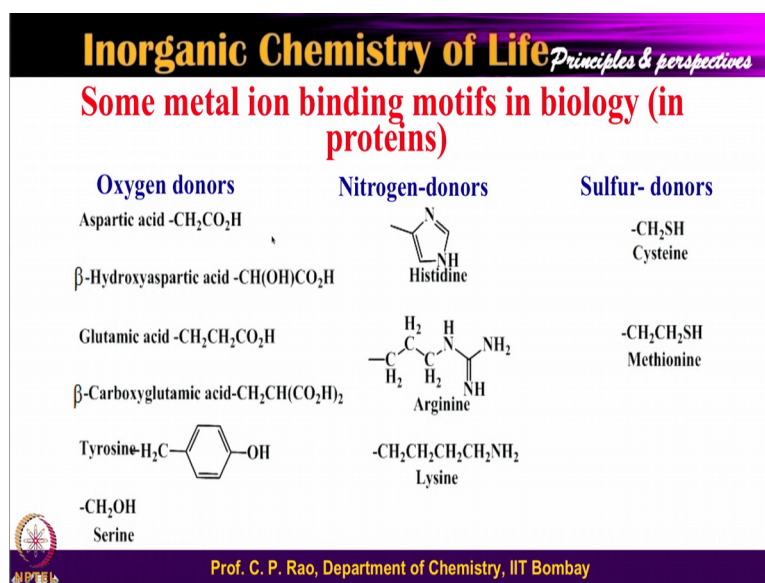 Inorganic Chemistry of Life Principles & perspectives
Some metal ion binding motifs in biology (in
proteins)
Oxygen donors
Aspartic acid -CH₂CO₂H
β-Hydroxyaspartic acid -CH(OH)CO₂H
Glutamic acid -CH₂CH₂CO₂H
β-Carboxyglutamic acid-CH₂CH(CO₂H)₂
Tyrosine-H₂C- -OH
-CH₂OH
Serine
Nitrogen-donors
N
NH
Histidine
H₂ H
C N NH₂
C C
H₂ H₂ NH
Arginine
-CH₂CH₂CH₂CH₂NH₂
Lysine
Sulfur- donors
-CH₂SH
Cysteine
-CH₂CH₂SH
Methionine
NPTEL
Prof. C. P. Rao, Department of Chemistry, IIT Bombay